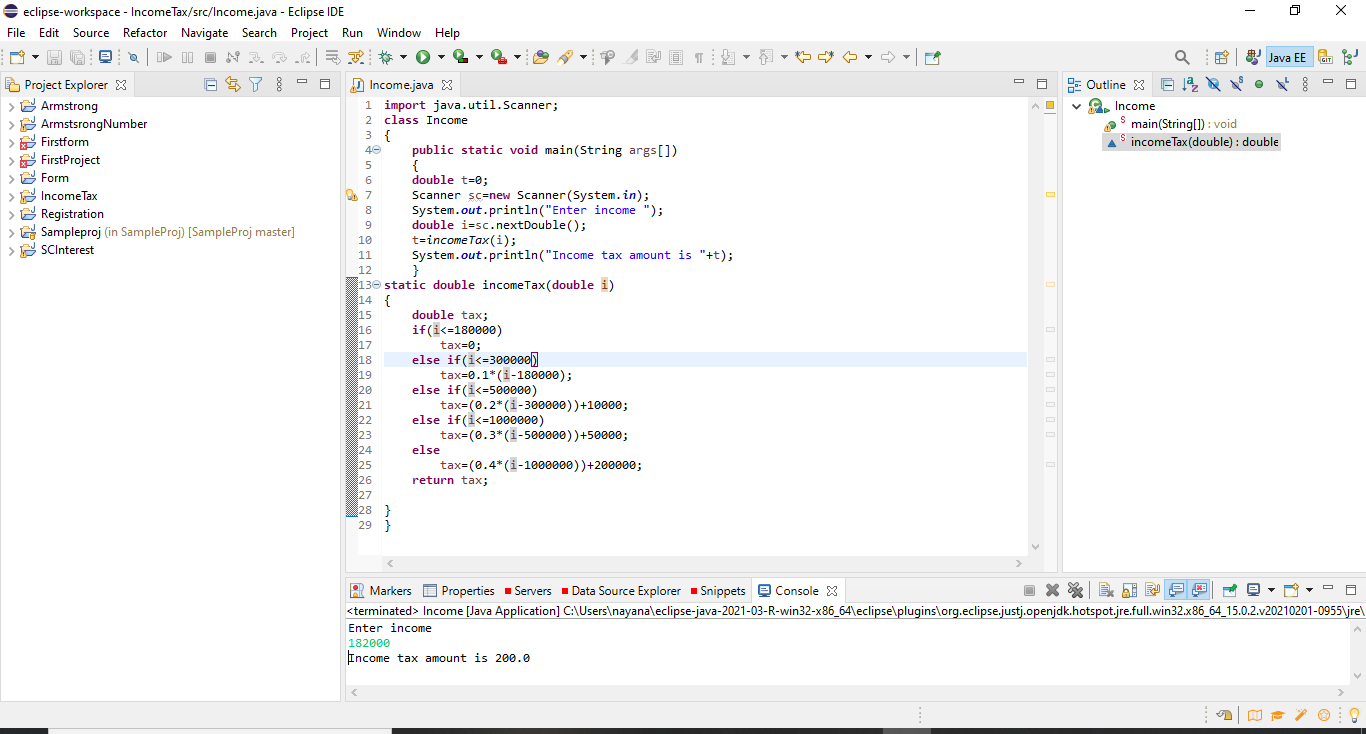 eclipse-workspace - IncomeTax/src/Income.java - Eclipse IDE
File Edit Source Refactor Navigate Search Project Run Window Help
Java EE
Project Explorer
Armstrong
ArmstsrongNumber
Firstform
FirstProject
Form
IncomeTax
Registration
Sampleproj (in SampleProj) [SampleProj master]
SCInterest
Income.java
1 import java.util.Scanner;
2 class Income
3 {
4 public static void main(String args[])
5 {
6 double t=0;
7 Scanner sc=new Scanner(System.in);
8 System.out.println("Enter income ");
9 double i=sc.nextDouble();
10 t=incomeTax(i);
11 System.out.println("Income tax amount is "+t);
12 }
13 static double incomeTax(double i)
14 {
15 double tax;
16 if(i<=180000)
17 tax=0;
18 else if(i<=300000)
19 tax=0.1*(i-180000);
20 else if(i<=500000)
21 tax=(0.2*(i-300000))+10000;
22 else if(i<=1000000)
23 tax=(0.3*(i-500000))+50000;
24 else
25 tax=(0.4*(i-1000000))+200000;
26 return tax;
27
28 }
29 }
Outline
Income
main(String[]) : void
incomeTax(double) : double
Markers Properties Servers Data Source Explorer Snippets Console
<terminated> Income [Java Application] C:\Users\nayana\eclipse-java-2021-03-R-win32-x86_64\eclipse\plugins\org.eclipse.justj.openjdk.hotspot.jre.full.win32.x86_64_15.0.2.v20210201-0955\jre\
Enter income
182000
Income tax amount is 200.0